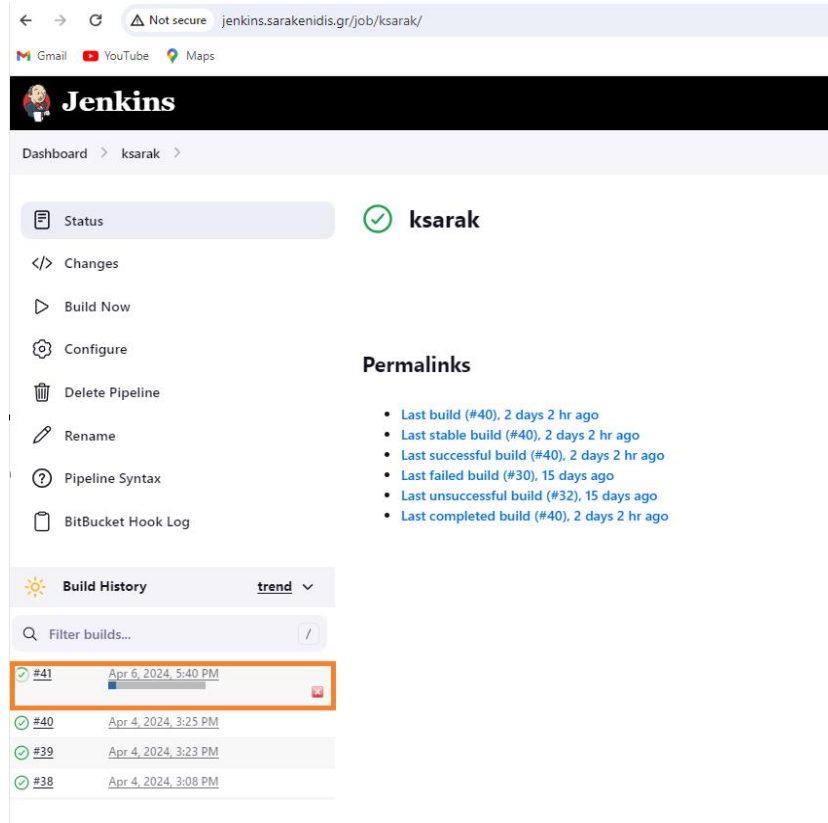 Not secure jenkins.sarakenidis.gr/job/ksarak/
Gmail YouTube Maps
Jenkins
Dashboard > ksarak >
Status
ksarak
</> Changes
Build Now
Configure
Permalinks
Delete Pipeline
Last build (#40), 2 days 2 hr ago
Rename
Last stable build (#40), 2 days 2 hr ago
Last successful build (#40), 2 days 2 hr ago
Pipeline Syntax
Last failed build (#30), 15 days ago
Last unsuccessful build (#32), 15 days ago
BitBucket Hook Log
Last completed build (#40), 2 days 2 hr ago
Build History trend
Filter builds... /
#41 Apr 6, 2024, 5:40 PM
#40 Apr 4, 2024, 3:25 PM
#39 Apr 4, 2024, 3:23 PM
#38 Apr 4, 2024, 3:08 PM